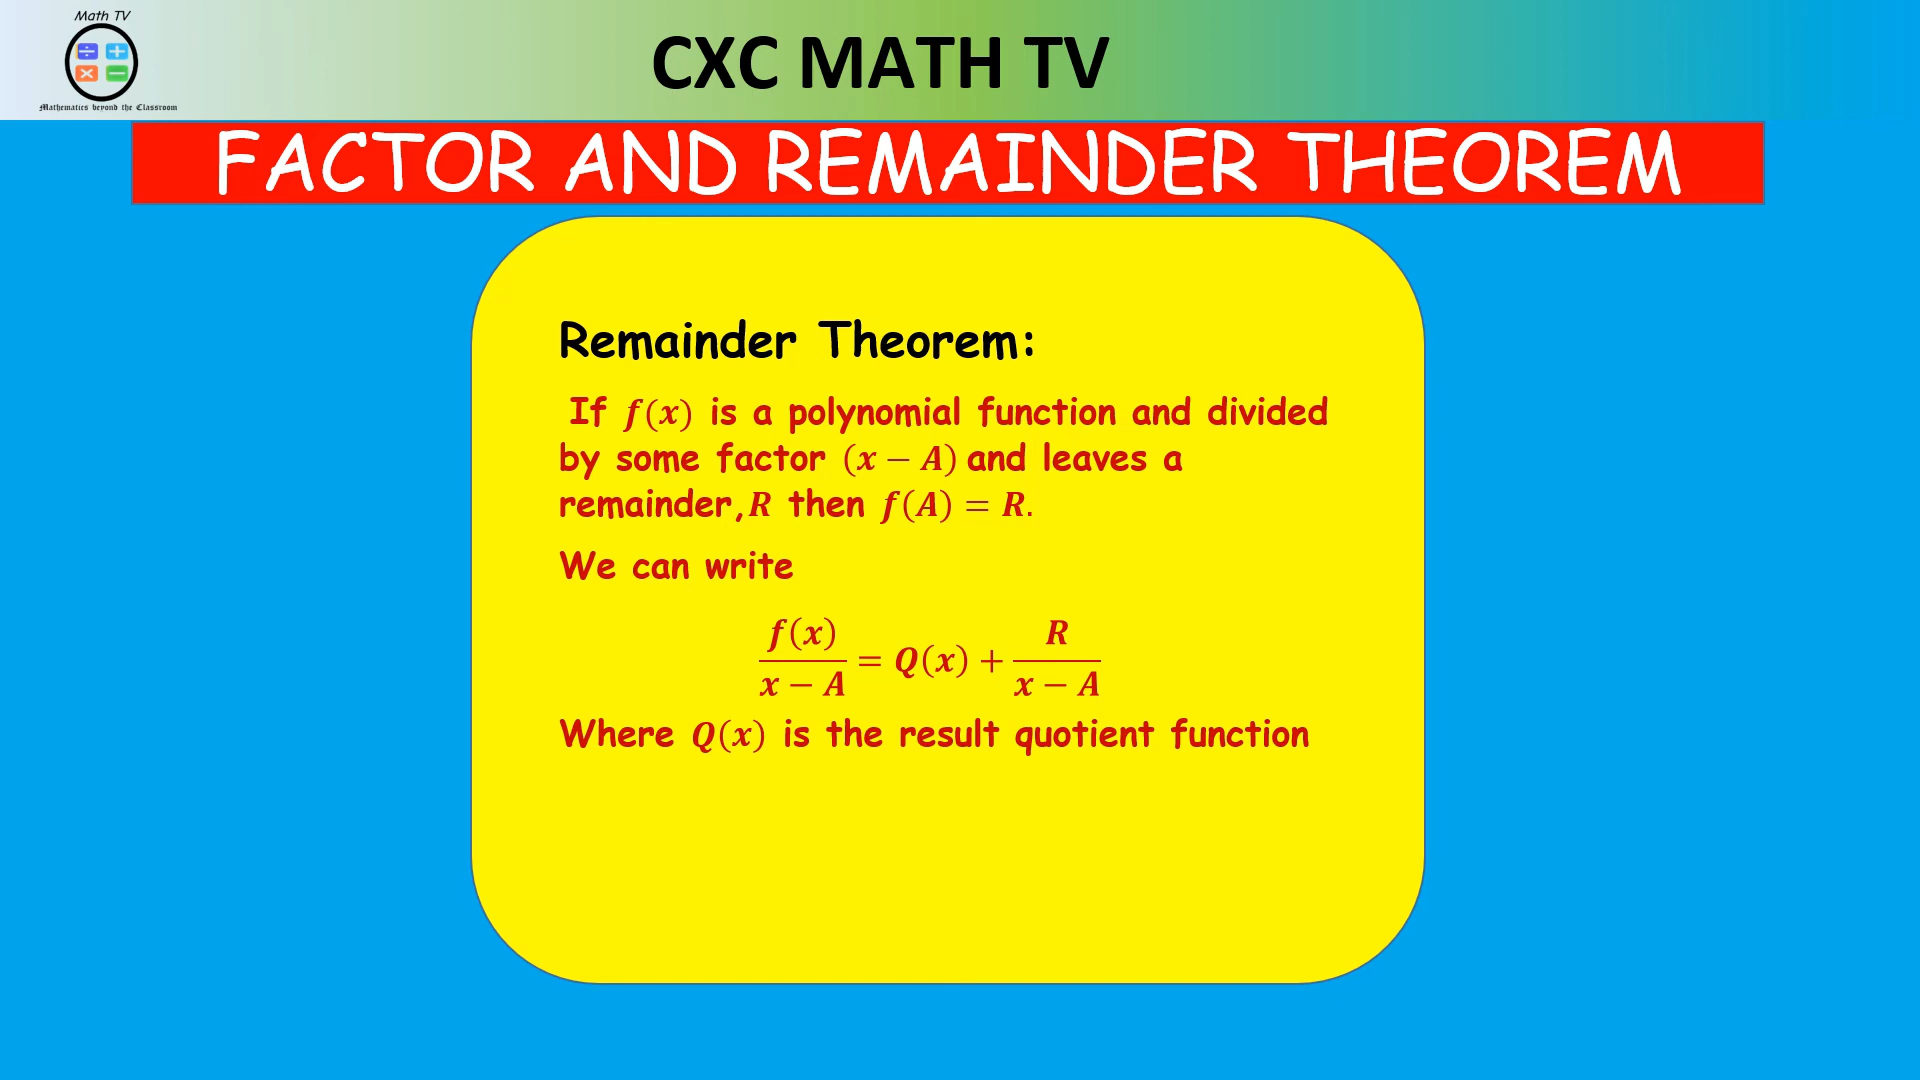 Math TV
÷ +
× −
Mathematics beyond the Classroom
CXC MATH TV
FACTOR AND REMAINDER THEOREM
Remainder Theorem:
If f(x) is a polynomial function and divided
by some factor (x − A) and leaves a
remainder,R then f(A) = R.
We can write
f(x)/(x − A) = Q(x) + R/(x − A)
Where Q(x) is the result quotient function